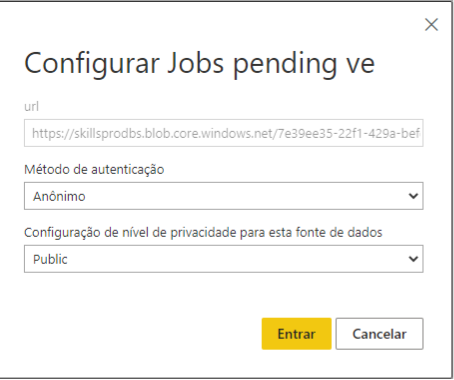 Configurar Jobs pending ve
url
https://skillsprodbs.blob.core.windows.net/7e39ee35-22f1-429a-bef
Método de autenticação
Anônimo
Configuração de nível de privacidade para esta fonte de dados
Public
Entrar Cancelar